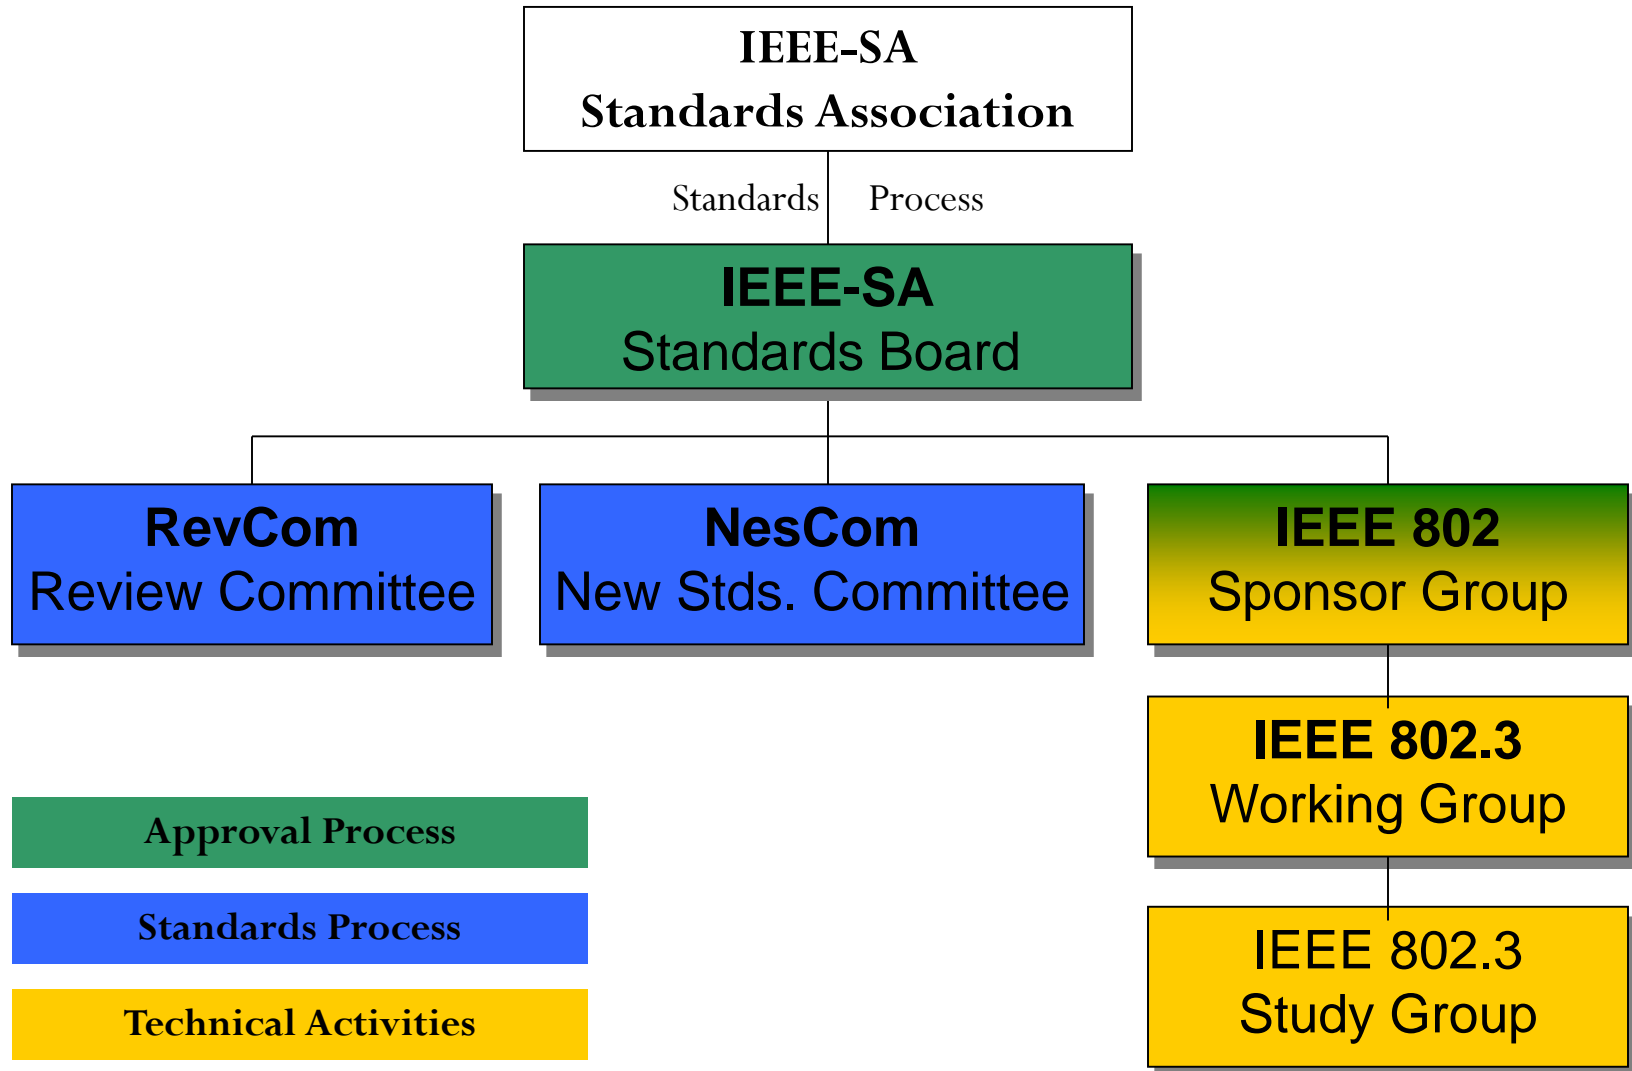 IEEE-SA
Standards Association
Standards Process
IEEE-SA
Standards Board
RevCom
Review Committee
NesCom
New Stds. Committee
IEEE 802
Sponsor Group
IEEE 802.3
Working Group
IEEE 802.3
Study Group
Approval Process
Standards Process
Technical Activities